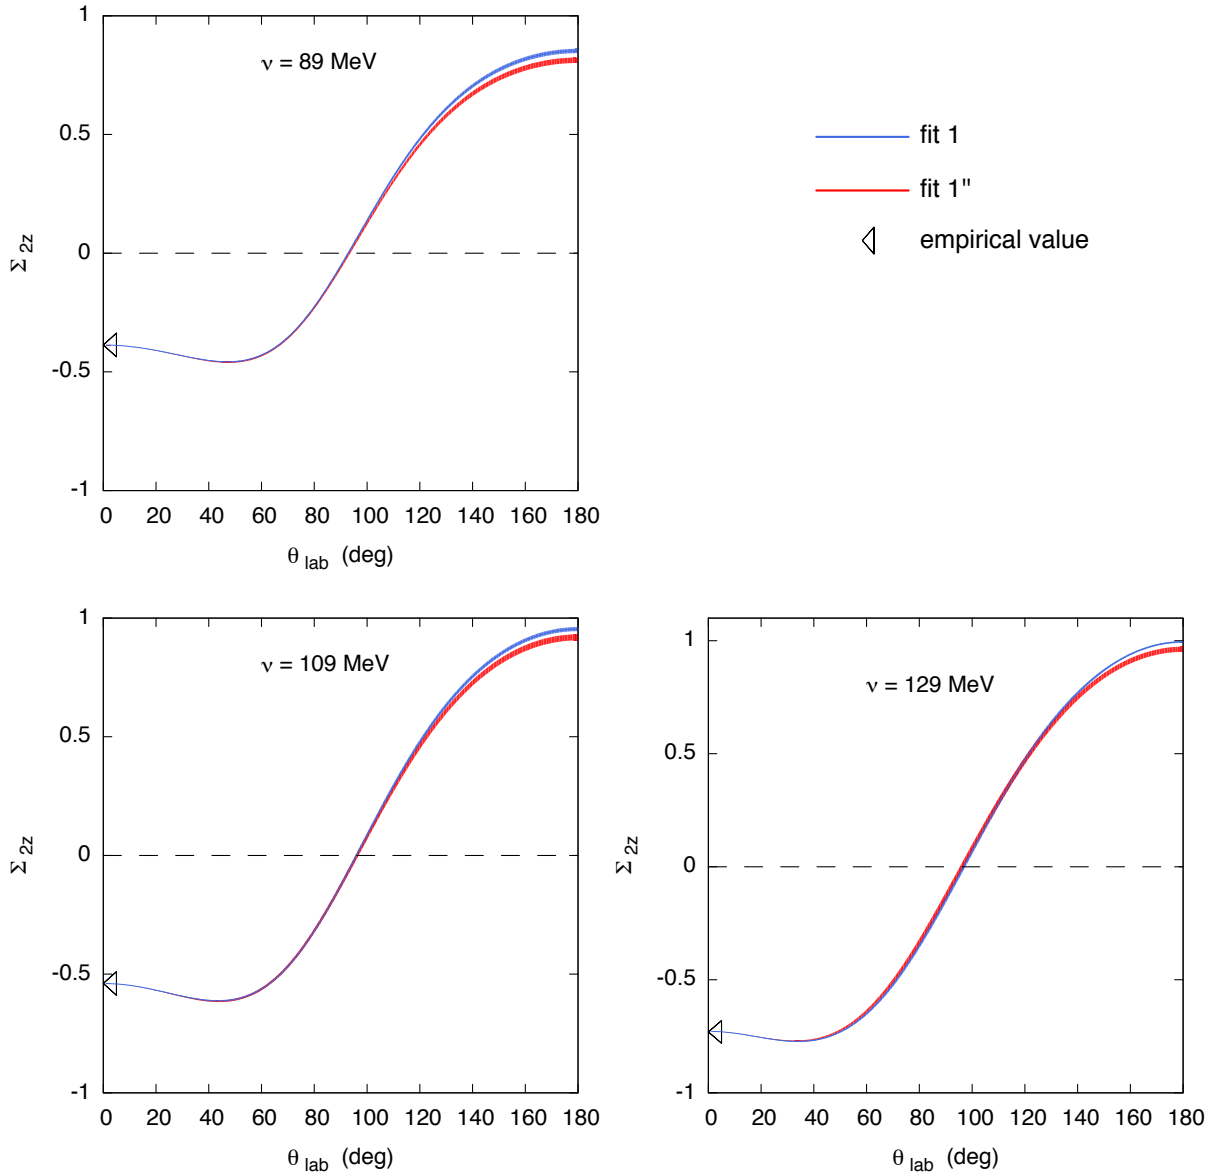 1
ν = 89 MeV
0.5
Σ 2z
0
-0.5
-1
0 20 40 60 80 100 120 140 160 180
θ lab (deg)
fit 1
fit 1"
empirical value
1
ν = 109 MeV
0.5
Σ 2z
0
-0.5
-1
0 20 40 60 80 100 120 140 160 180
θ lab (deg)
1
ν = 129 MeV
0.5
Σ 2z
0
-0.5
-1
0 20 40 60 80 100 120 140 160 180
θ lab (deg)